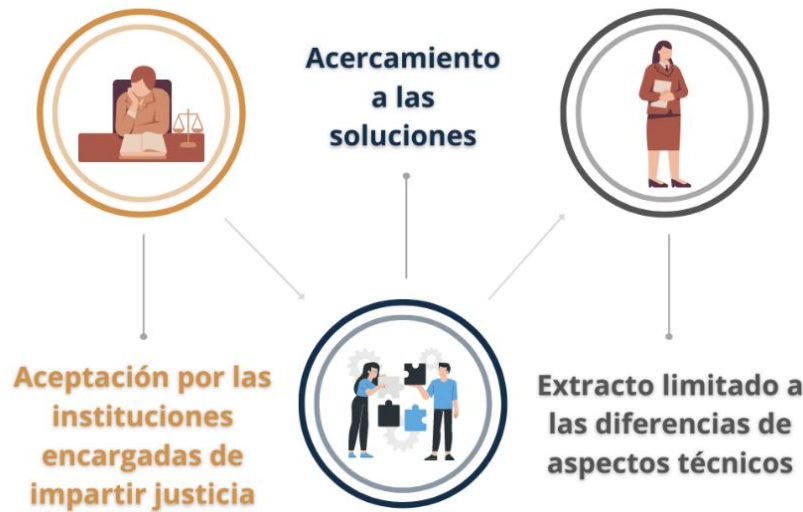 Acercamiento
a las
soluciones
Aceptación por las
instituciones
encargadas de
impartir justicia
Extracto limitado a
las diferencias de
aspectos técnicos